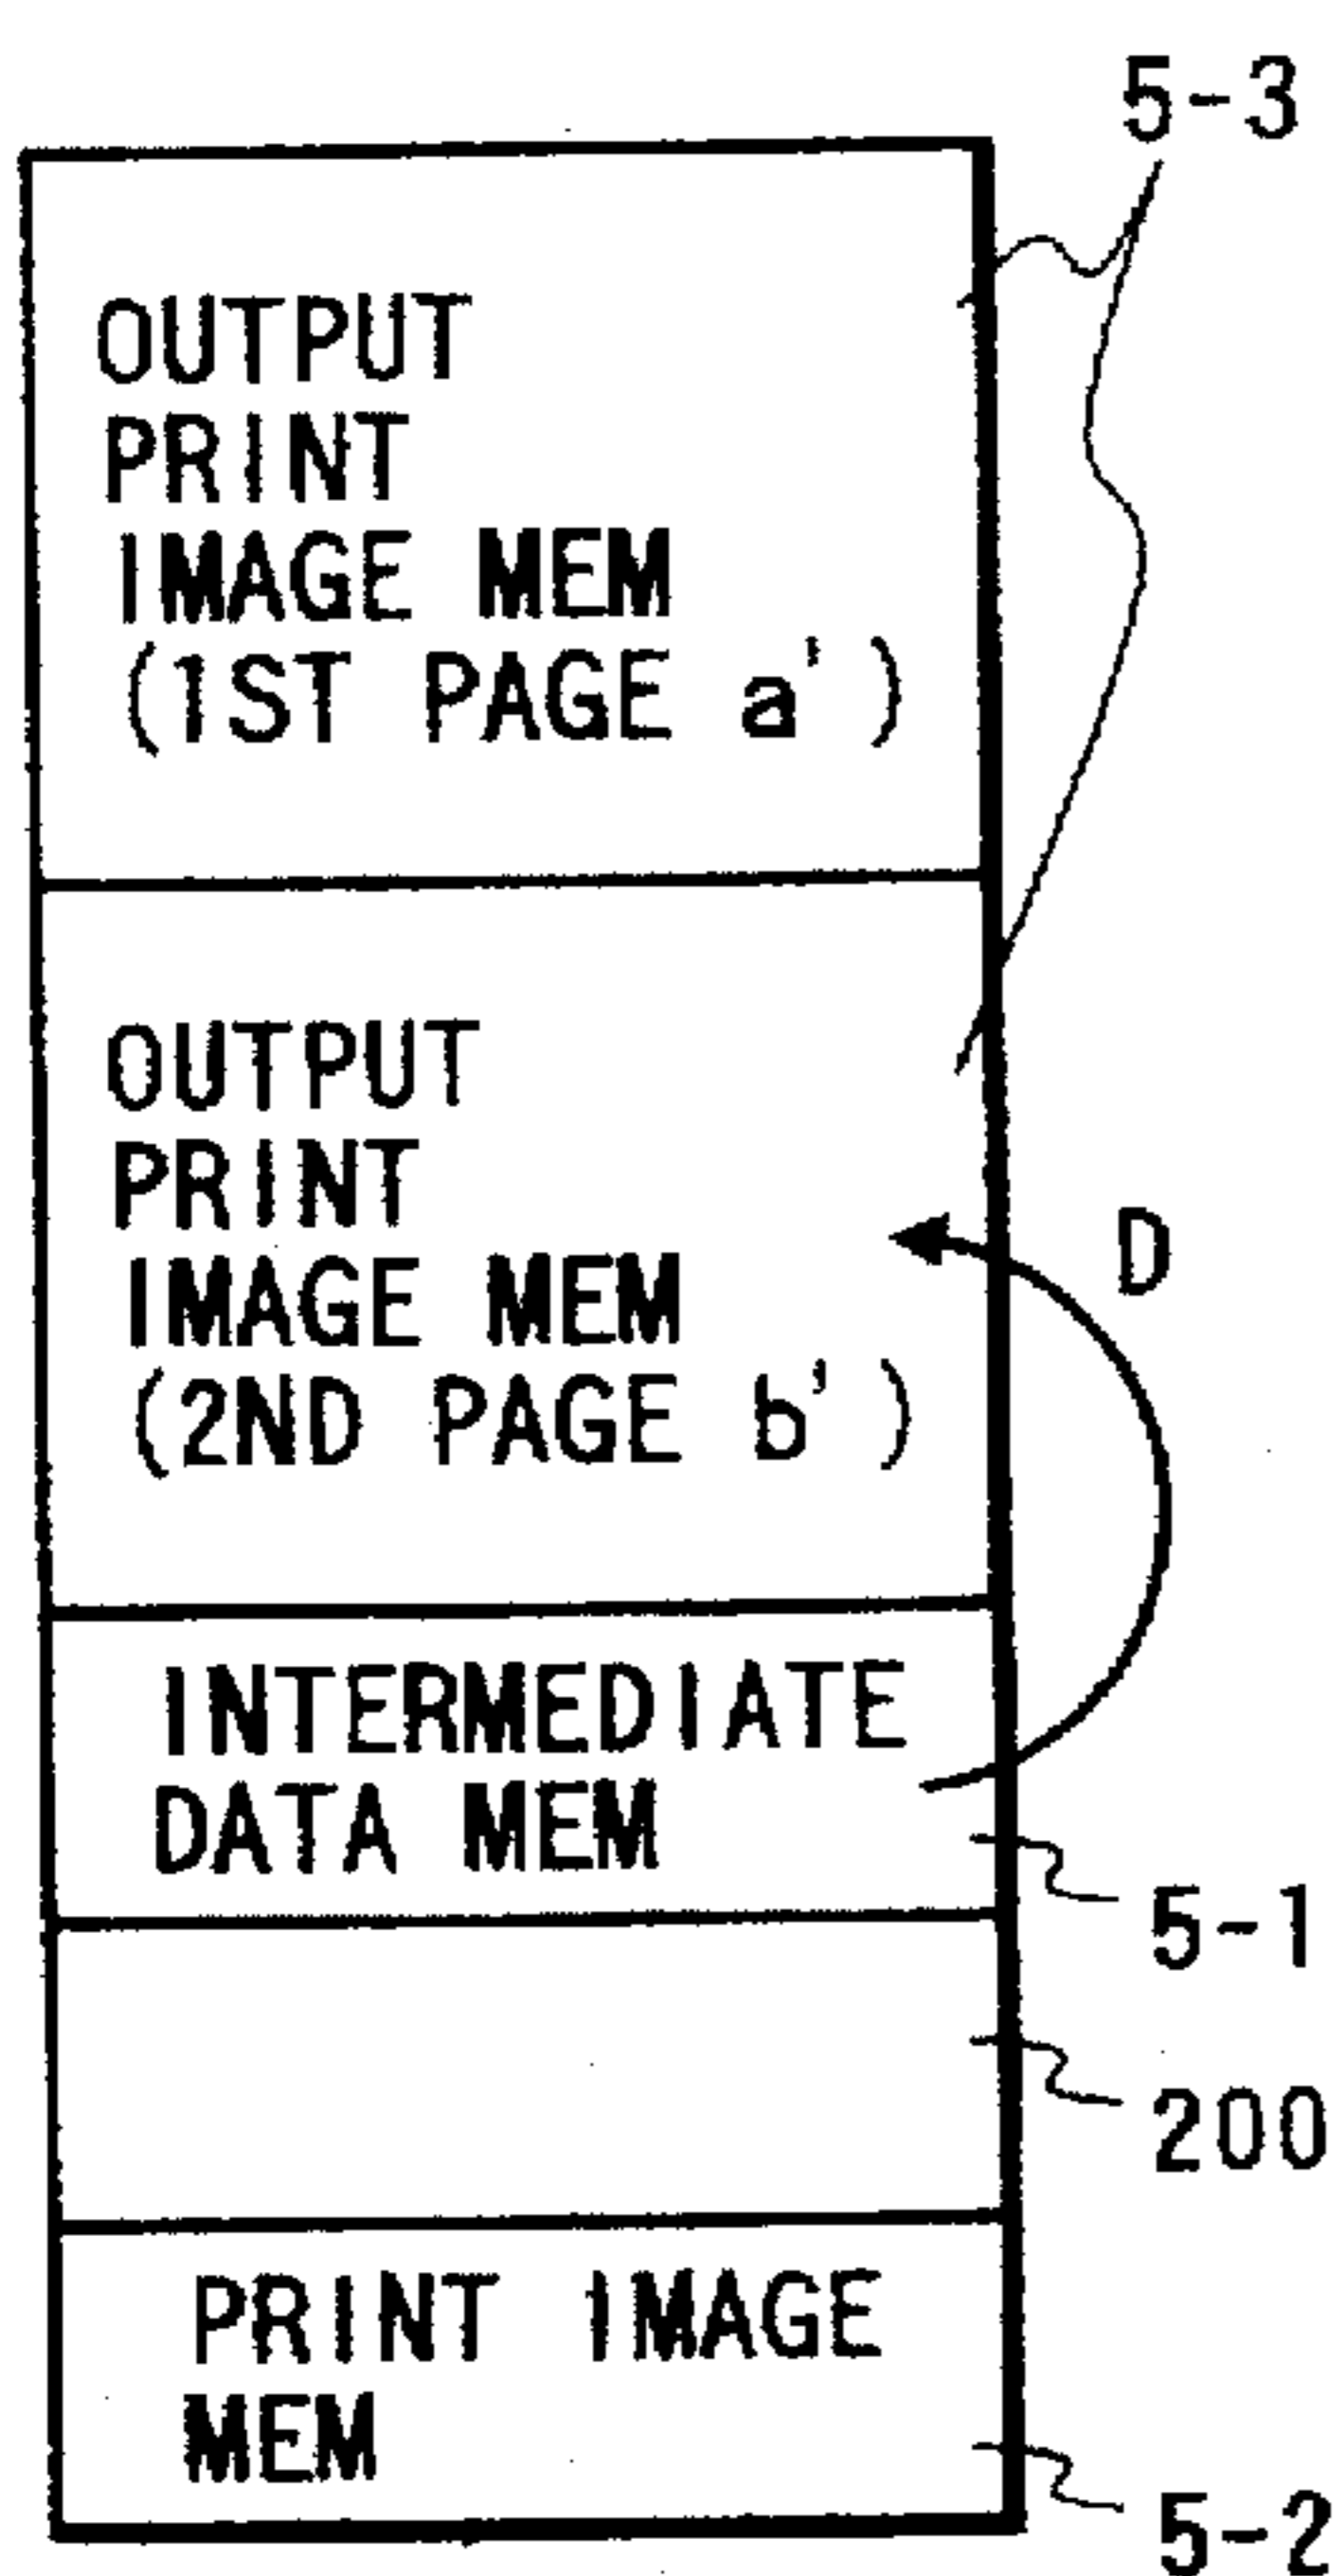 5-3
OUTPUT
PRINT
IMAGE MEM
(1ST PAGE a')
OUTPUT
PRINT
IMAGE MEM
(2ND PAGE b')
D
INTERMEDIATE
DATA MEM
5-1
200
PRINT IMAGE
MEM
5-2